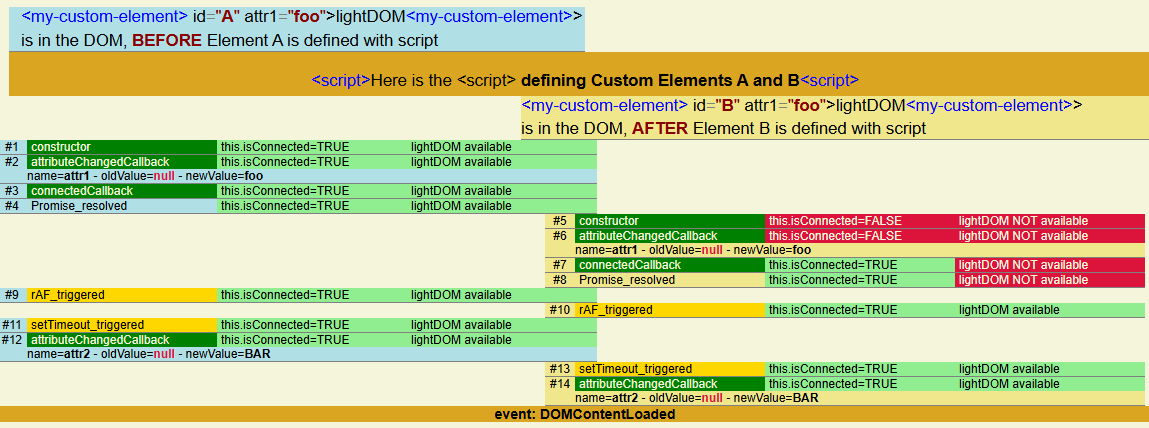 <my-custom-element> id="A" attr1="foo">lightDOM<my-custom-element>>
is in the DOM, BEFORE Element A is defined with script
<script>Here is the <script> defining Custom Elements A and B<script>
<my-custom-element> id="B" attr1="foo">lightDOM<my-custom-element>>
is in the DOM, AFTER Element B is defined with script
#1 constructor this.isConnected=TRUE lightDOM available
#2 attributeChangedCallback this.isConnected=TRUE lightDOM available
name=attr1 - oldValue=null - newValue=foo
#3 connectedCallback this.isConnected=TRUE lightDOM available
#4 Promise_resolved this.isConnected=TRUE lightDOM available
#5 constructor this.isConnected=FALSE lightDOM NOT available
#6 attributeChangedCallback this.isConnected=FALSE lightDOM NOT available
name=attr1 - oldValue=null - newValue=foo
#7 connectedCallback this.isConnected=TRUE lightDOM NOT available
#8 Promise_resolved this.isConnected=TRUE lightDOM NOT available
#9 rAF_triggered this.isConnected=TRUE lightDOM available
#10 rAF_triggered this.isConnected=TRUE lightDOM available
#11 setTimeout_triggered this.isConnected=TRUE lightDOM available
#12 attributeChangedCallback this.isConnected=TRUE lightDOM available
name=attr2 - oldValue=null - newValue=BAR
#13 setTimeout_triggered this.isConnected=TRUE lightDOM available
#14 attributeChangedCallback this.isConnected=TRUE lightDOM available
name=attr2 - oldValue=null - newValue=BAR
event: DOMContentLoaded